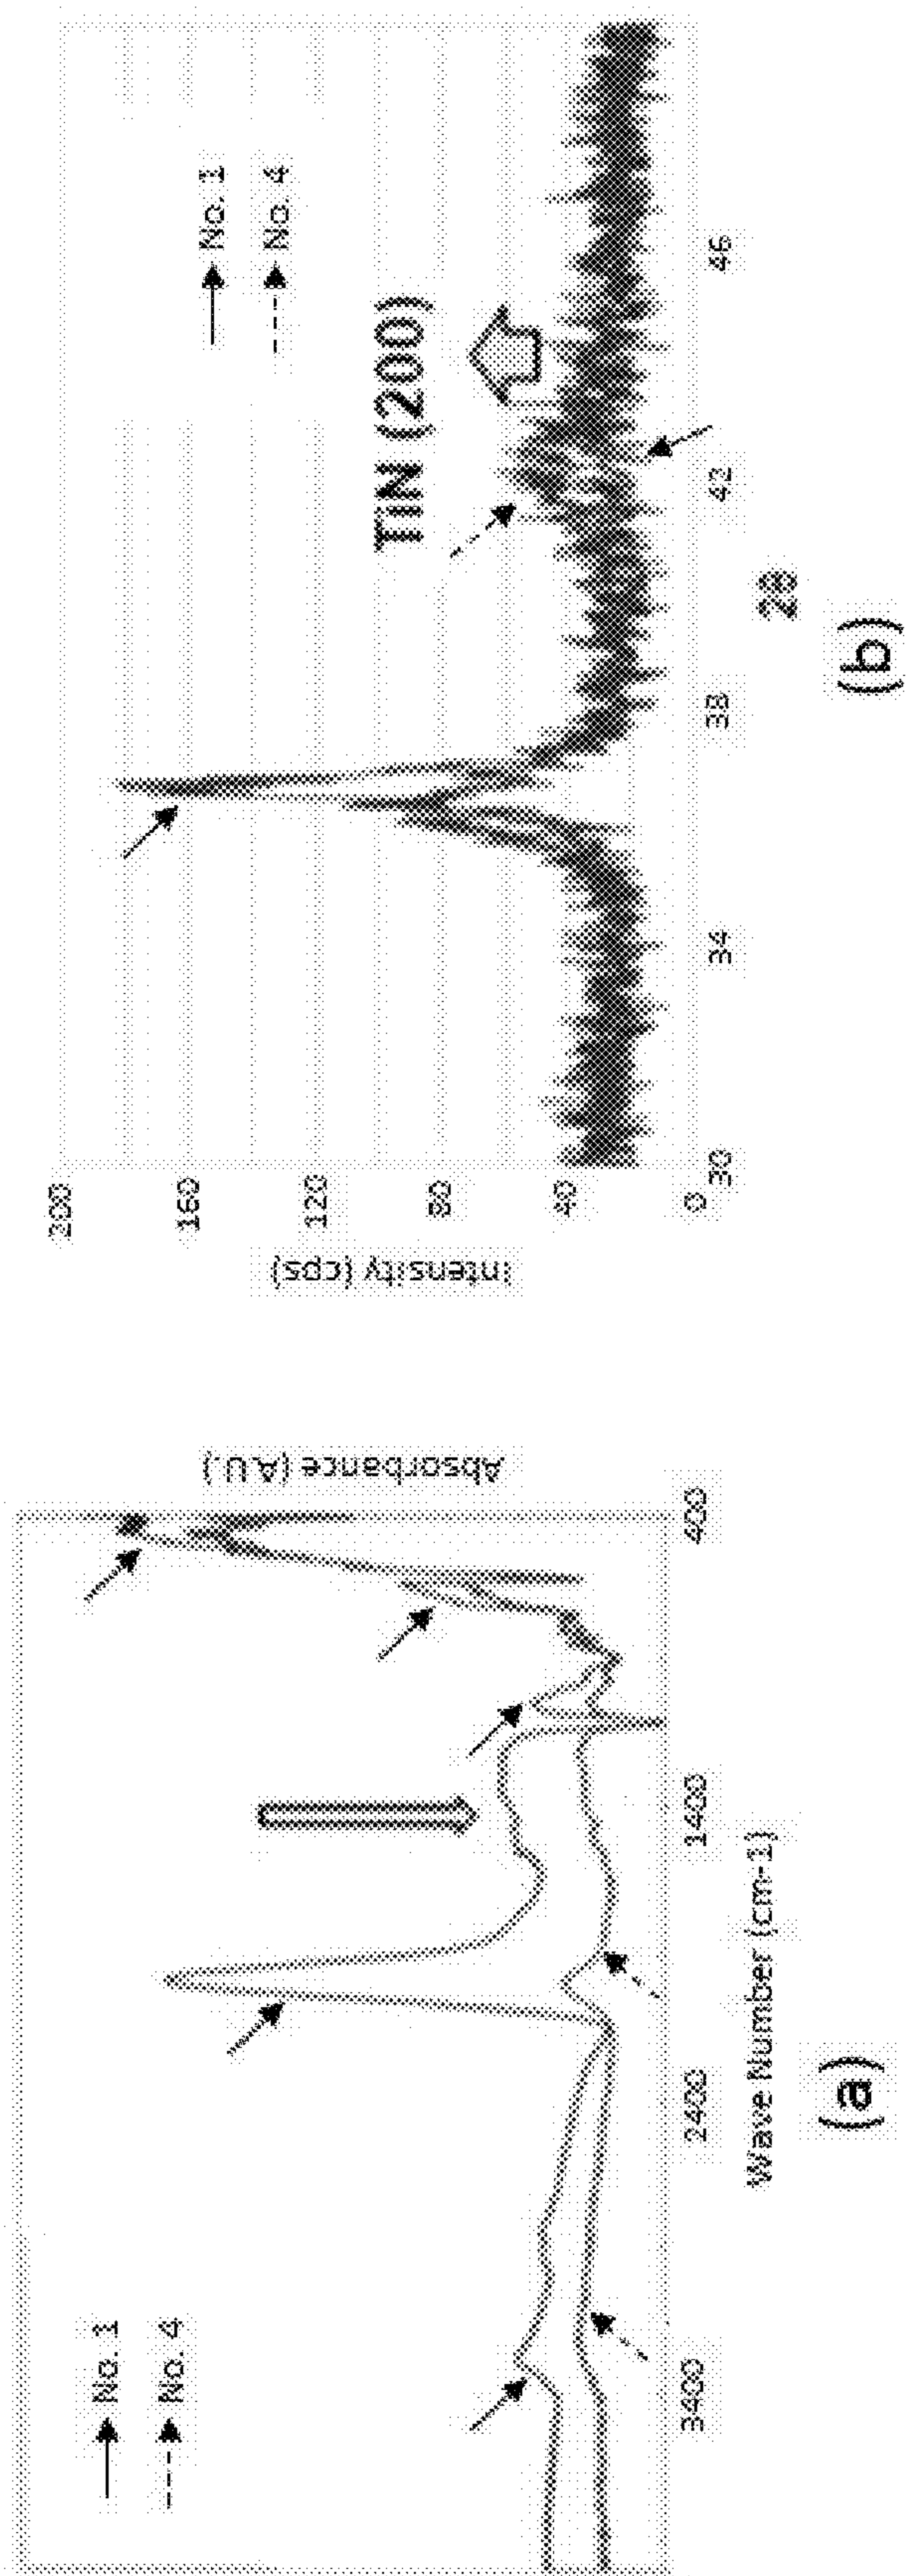 No. 1
No. 4
Absorbance (A.U.)
3400
2400
1400
400
Wave Number (cm-1)
(a)
Intensity (cps)
200
160
120
80
40
0
30
34
38
42
46
2θ
No. 1
No. 4
TiN (200)
(b)